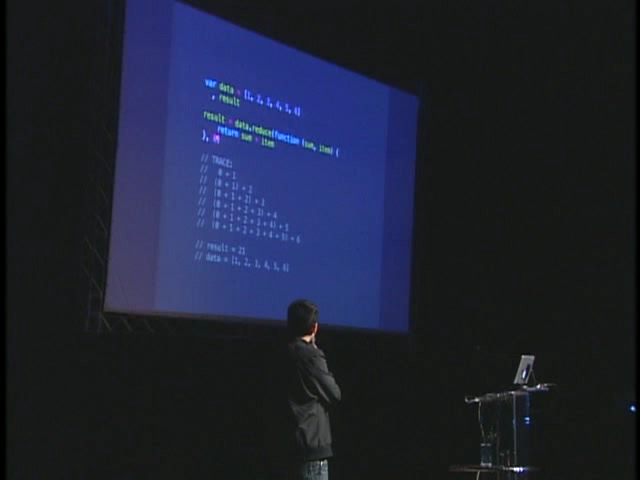 var data = [1, 2, 3, 4, 5, 6]
, result
result = data.reduce(function (sum, item) {
return sum + item
}, 0)
// TRACE:
// 0 + 1
// (0 + 1) + 2
// (0 + 1 + 2) + 3
// (0 + 1 + 2 + 3) + 4
// (0 + 1 + 2 + 3 + 4) + 5
// (0 + 1 + 2 + 3 + 4 + 5) + 6
// result = 21
// data = [1, 2, 3, 4, 5, 6]